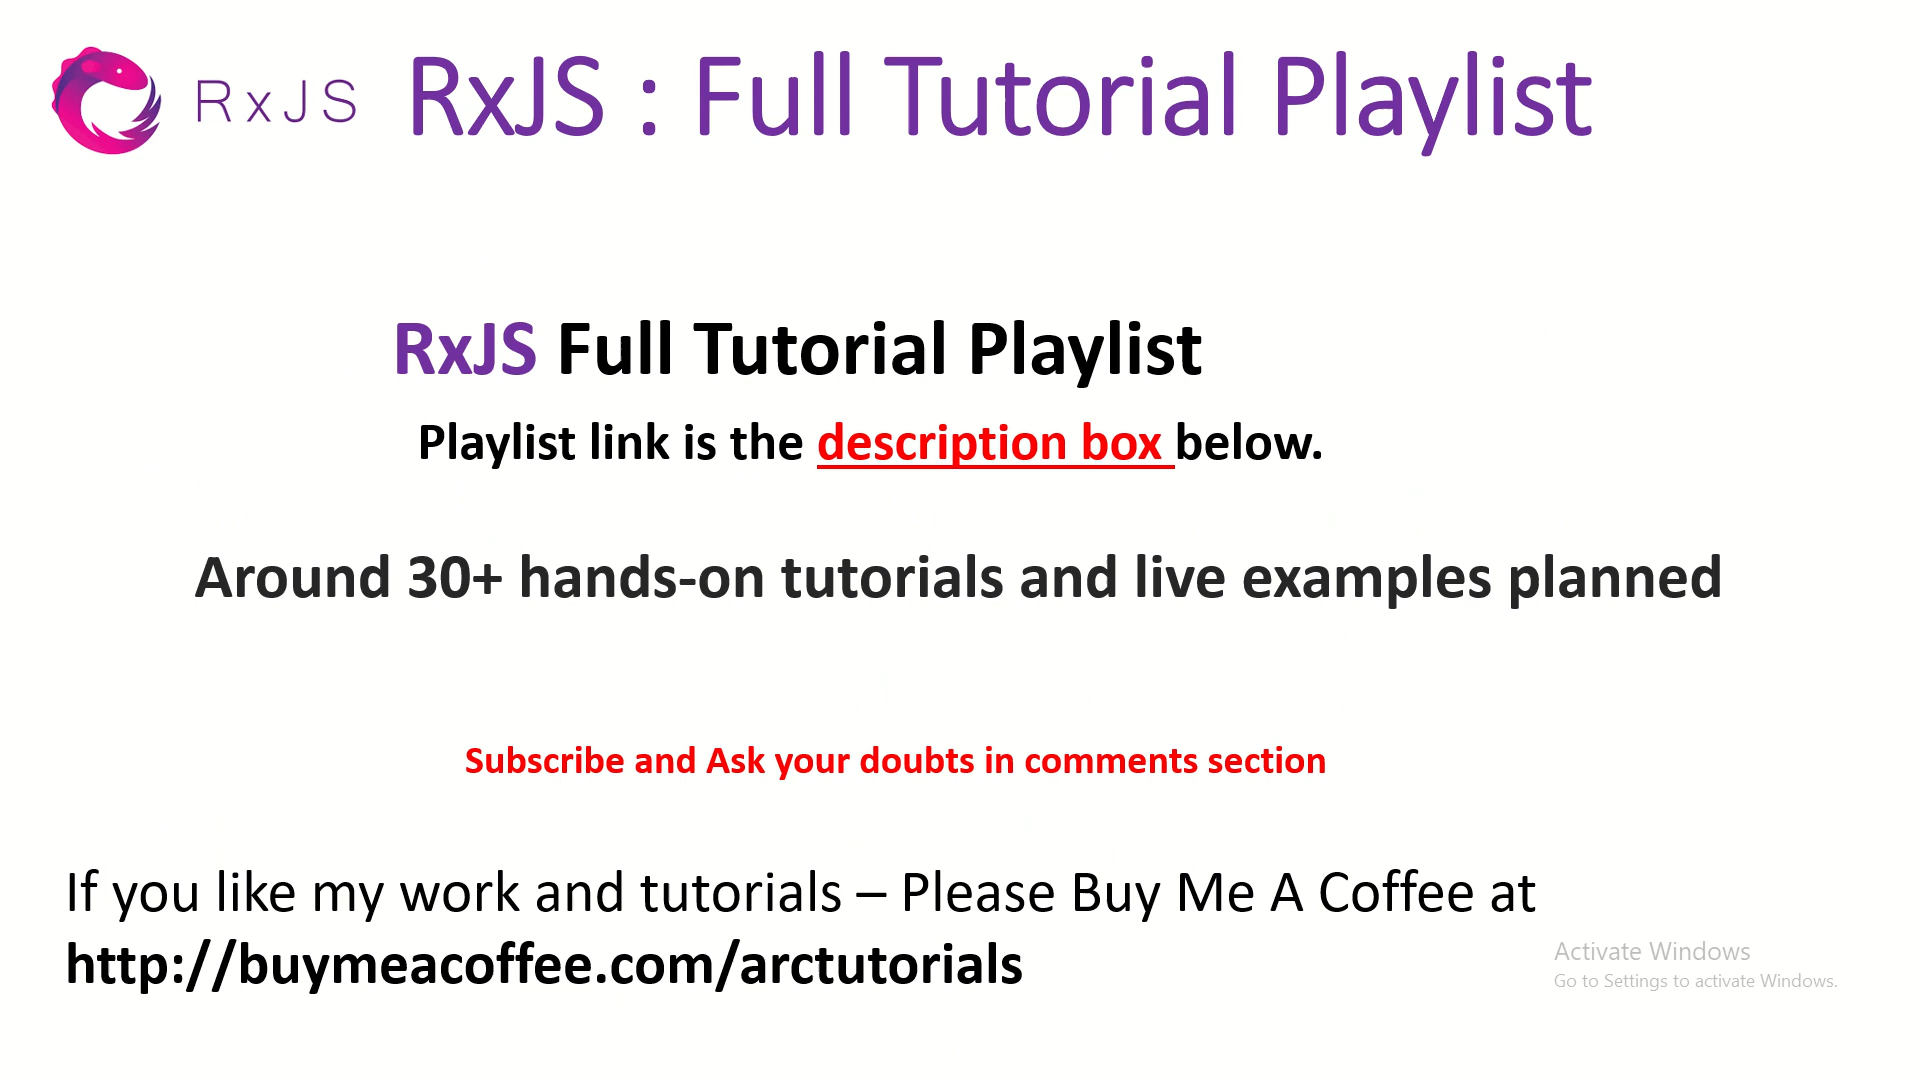 RxJS RxJS : Full Tutorial Playlist
RxJS Full Tutorial Playlist
Playlist link is the description box below.
Around 30+ hands-on tutorials and live examples planned
Subscribe and Ask your doubts in comments section
If you like my work and tutorials – Please Buy Me A Coffee at
http://buymeacoffee.com/arctutorials
Activate Windows
Go to Settings to activate Windows.